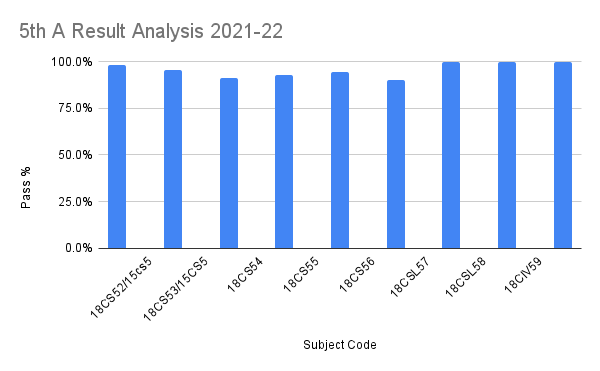 5th A Result Analysis 2021-22
100.0%
75.0%
50.0%
25.0%
0.0%
Pass %
18CS52/15cs5
18CS53/15CS5
18CS54
18CS55
18CS56
18CSL57
18CSL58
18CIV59
Subject Code